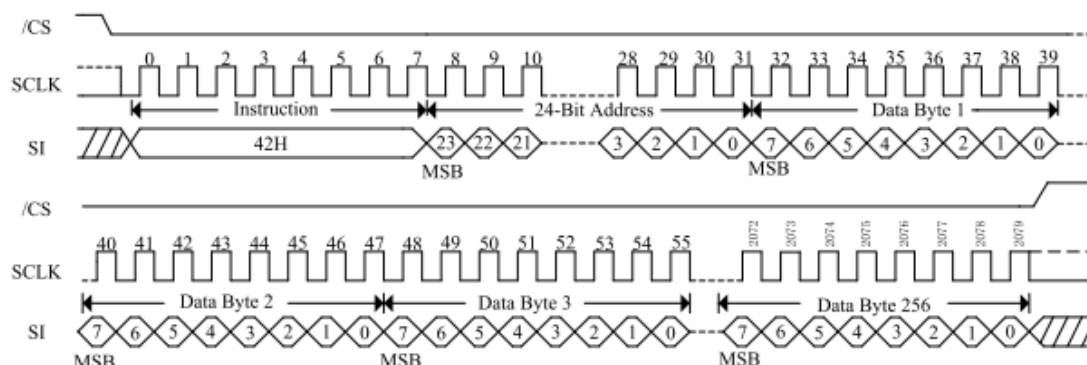 /CS
0 1 2 3 4 5 6 7 8 9 10 28 29 30 31 32 33 34 35 36 37 38 39
SCLK
Instruction 24-Bit Address Data Byte 1
SI 42H 23 22 21 3 2 1 0 7 6 5 4 3 2 1 0
MSB MSB
/CS
40 41 42 43 44 45 46 47 48 49 50 51 52 53 54 55 2072 2073 2074 2075 2076 2077 2078 2079
SCLK
Data Byte 2 Data Byte 3 Data Byte 256
SI 7 6 5 4 3 2 1 0 7 6 5 4 3 2 1 0 7 6 5 4 3 2 1 0
MSB MSB MSB